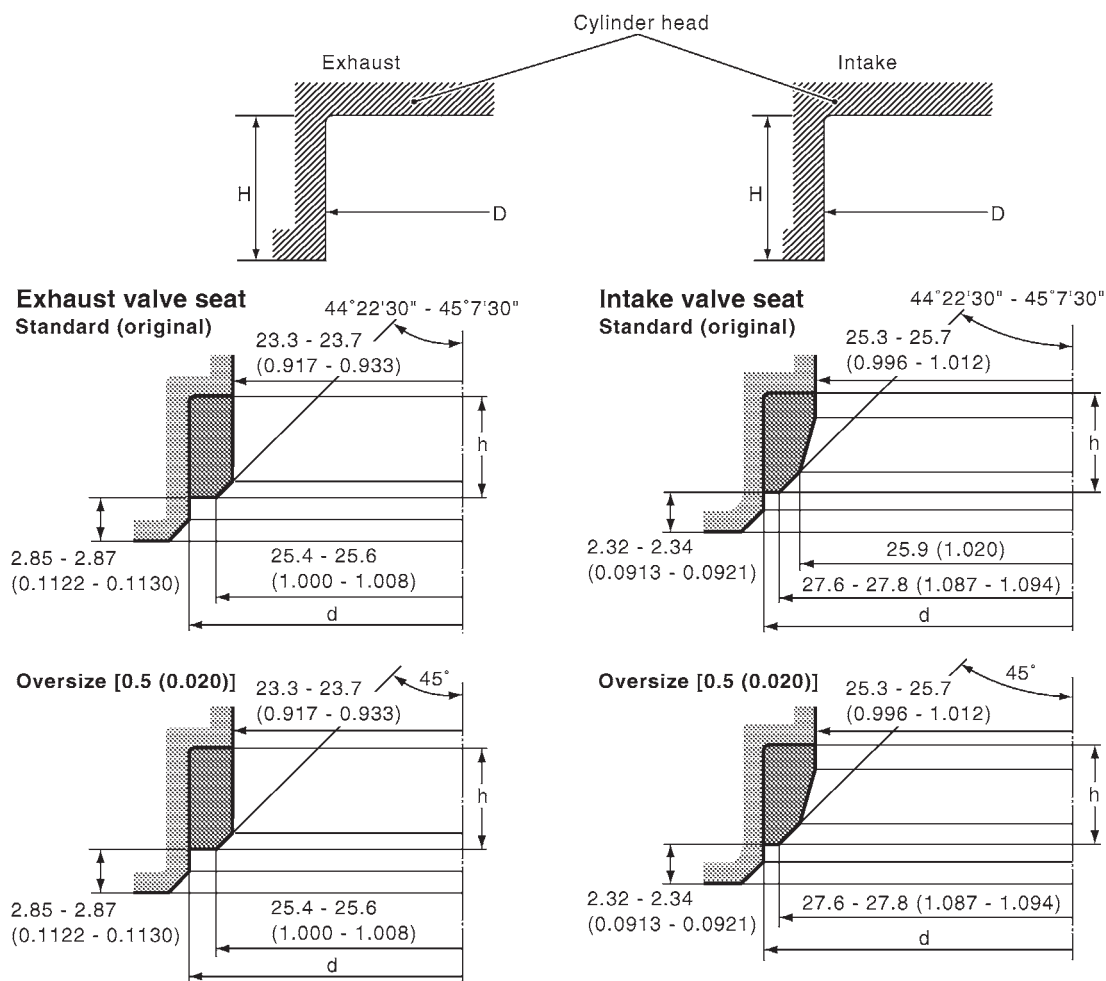 Cylinder head
Exhaust
Intake
H
D
H
D
Exhaust valve seat
Standard (original)
44°22'30" - 45°7'30"
23.3 - 23.7
(0.917 - 0.933)
h
2.85 - 2.87
(0.1122 - 0.1130)
25.4 - 25.6
(1.000 - 1.008)
d
Intake valve seat
Standard (original)
44°22'30" - 45°7'30"
25.3 - 25.7
(0.996 - 1.012)
h
2.32 - 2.34
(0.0913 - 0.0921)
25.9 (1.020)
27.6 - 27.8 (1.087 - 1.094)
d
Oversize [0.5 (0.020)]
45°
23.3 - 23.7
(0.917 - 0.933)
h
2.85 - 2.87
(0.1122 - 0.1130)
25.4 - 25.6
(1.000 - 1.008)
d
Oversize [0.5 (0.020)]
45°
25.3 - 25.7
(0.996 - 1.012)
h
2.32 - 2.34
(0.0913 - 0.0921)
27.6 - 27.8 (1.087 - 1.094)
d